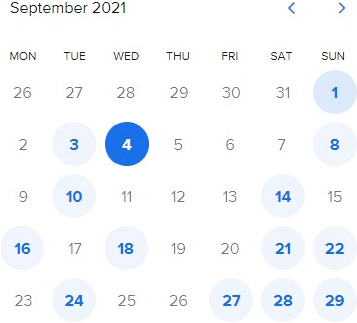 September 2021
MON TUE WED THU FRI SAT SUN
26 27 28 29 30 31 1
2 3 4 5 6 7 8
9 10 11 12 13 14 15
16 17 18 19 20 21 22
23 24 25 26 27 28 29